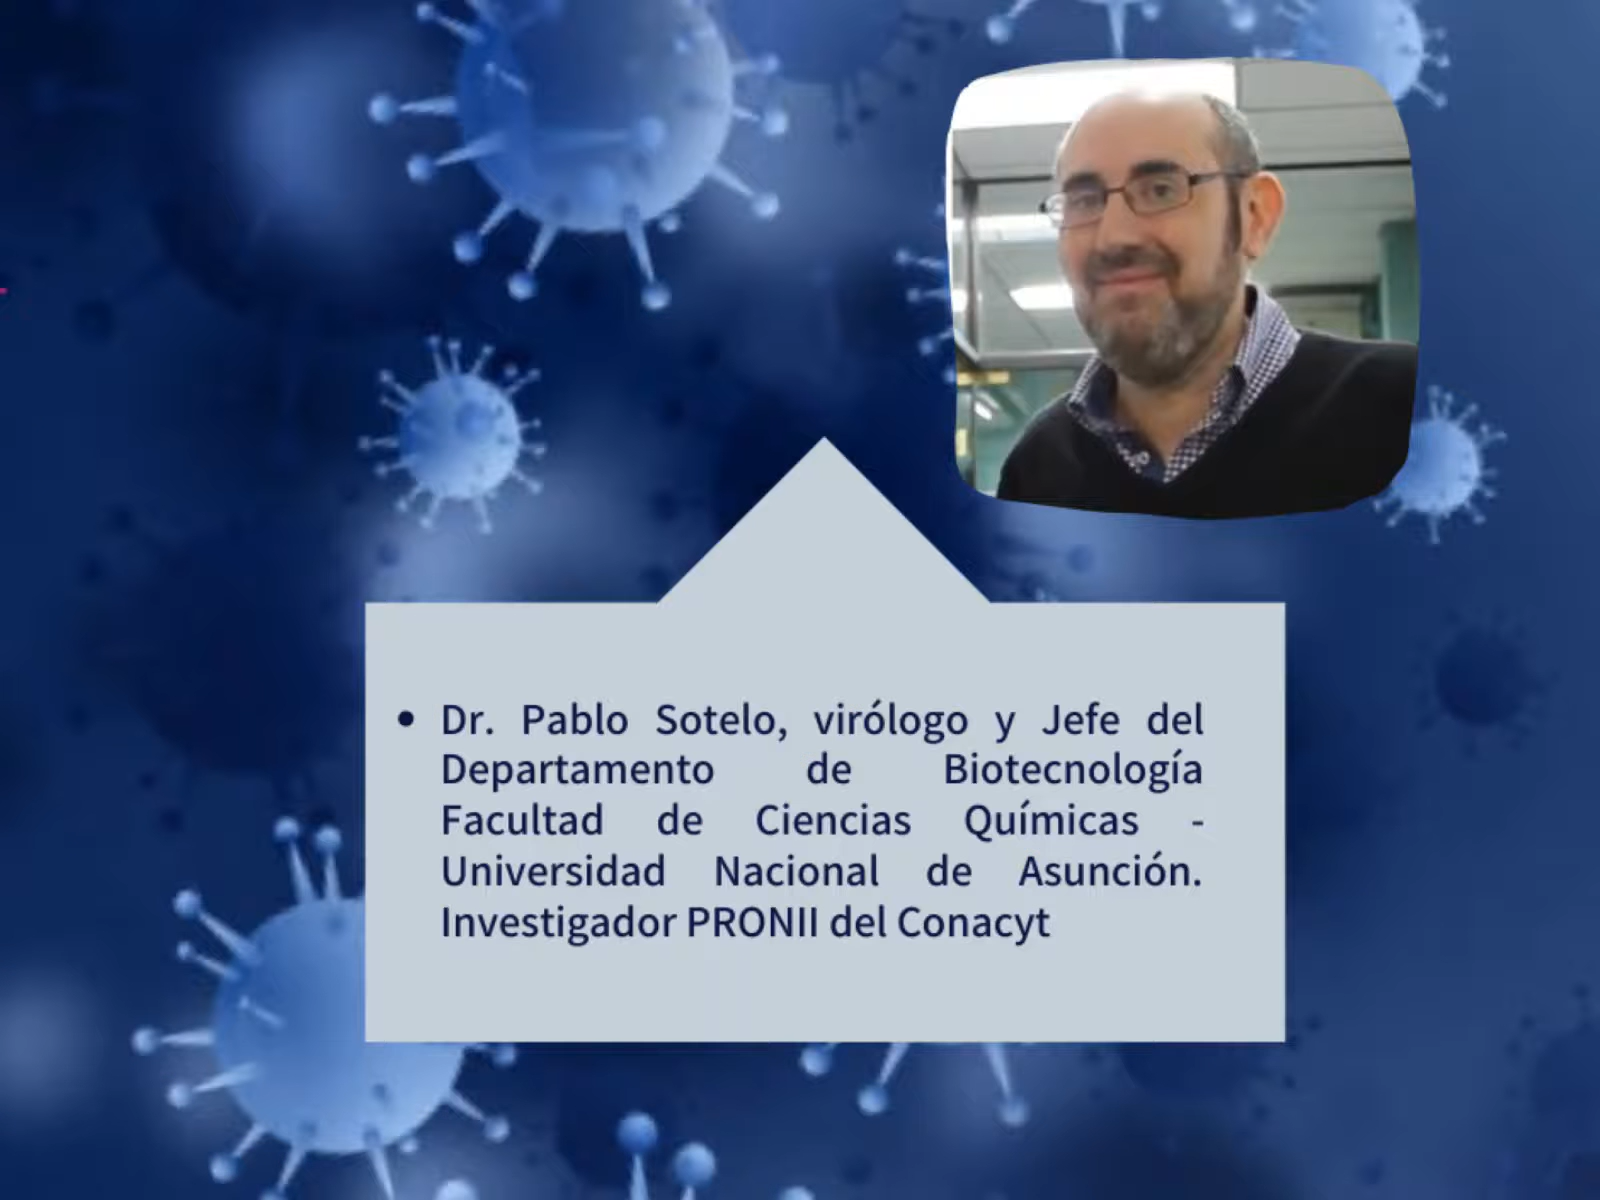 • Dr. Pablo Sotelo, virólogo y Jefe del
Departamento de Biotecnología
Facultad de Ciencias Químicas -
Universidad Nacional de Asunción.
Investigador PRONII del Conacyt